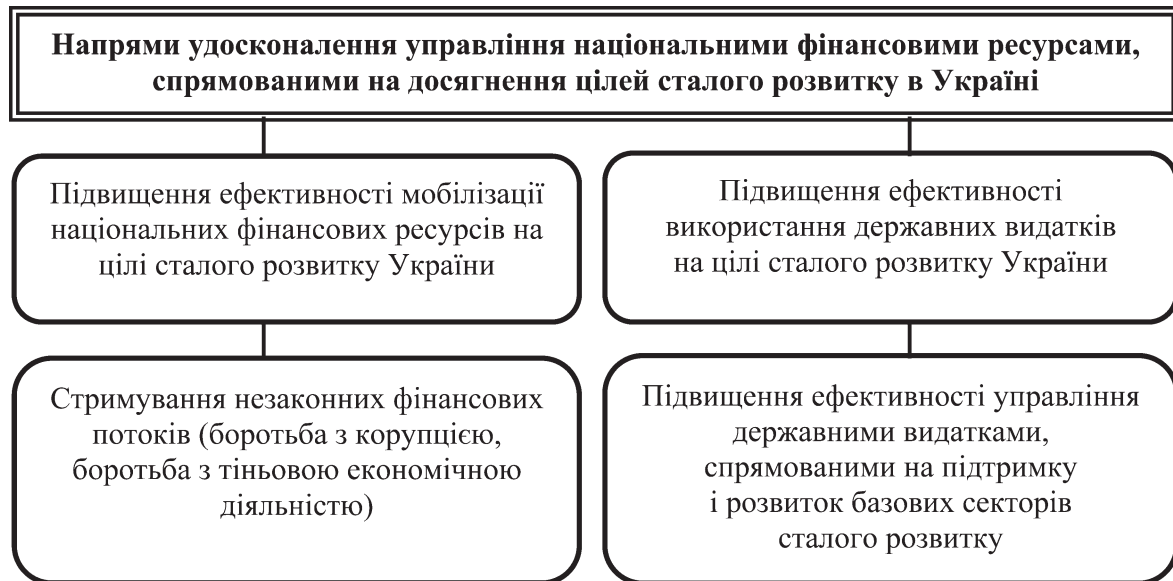 Напрями удосконалення управління національними фінансовими ресурсами,
спрямованими на досягнення цілей сталого розвитку в Україні
Підвищення ефективності мобілізації
національних фінансових ресурсів на
цілі сталого розвитку України
Підвищення ефективності
використання державних видатків
на цілі сталого розвитку України
Стримування незаконних фінансових
потоків (боротьба з корупцією,
боротьба з тіньовою економічною
діяльністю)
Підвищення ефективності управління
державними видатками,
спрямованими на підтримку
і розвиток базових секторів
сталого розвитку